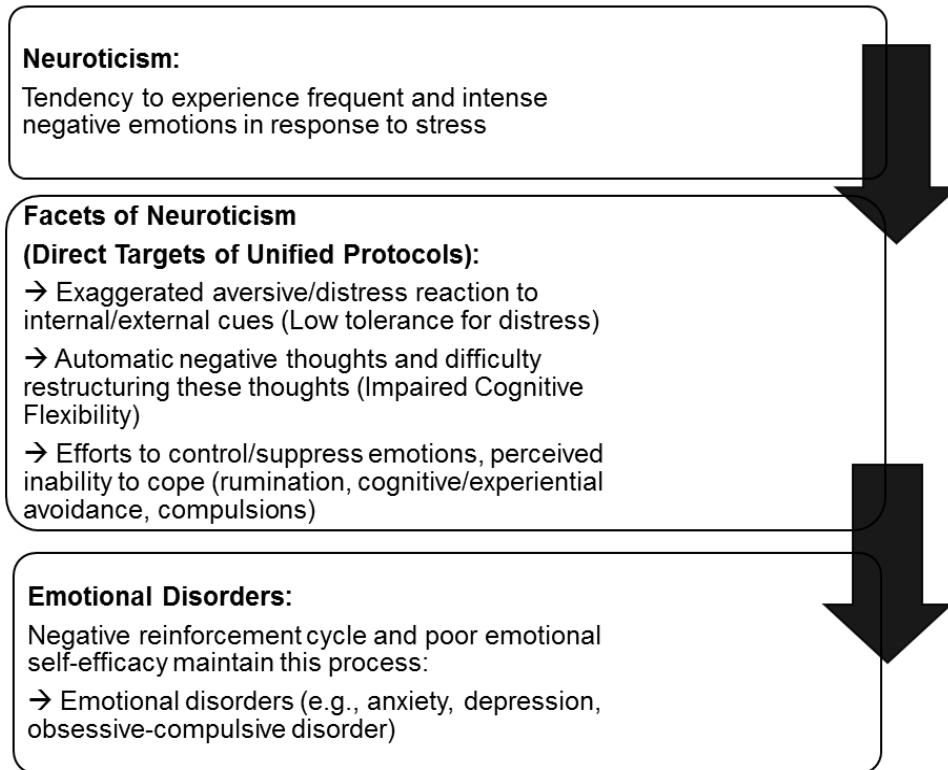 Neuroticism:
Tendency to experience frequent and intense
negative emotions in response to stress
Facets of Neuroticism
(Direct Targets of Unified Protocols):
→ Exaggerated aversive/distress reaction to
internal/external cues (Low tolerance for distress)
→ Automatic negative thoughts and difficulty
restructuring these thoughts (Impaired Cognitive
Flexibility)
→ Efforts to control/suppress emotions, perceived
inability to cope (rumination, cognitive/experiential
avoidance, compulsions)
Emotional Disorders:
Negative reinforcement cycle and poor emotional
self-efficacy maintain this process:
→ Emotional disorders (e.g., anxiety, depression,
obsessive-compulsive disorder)